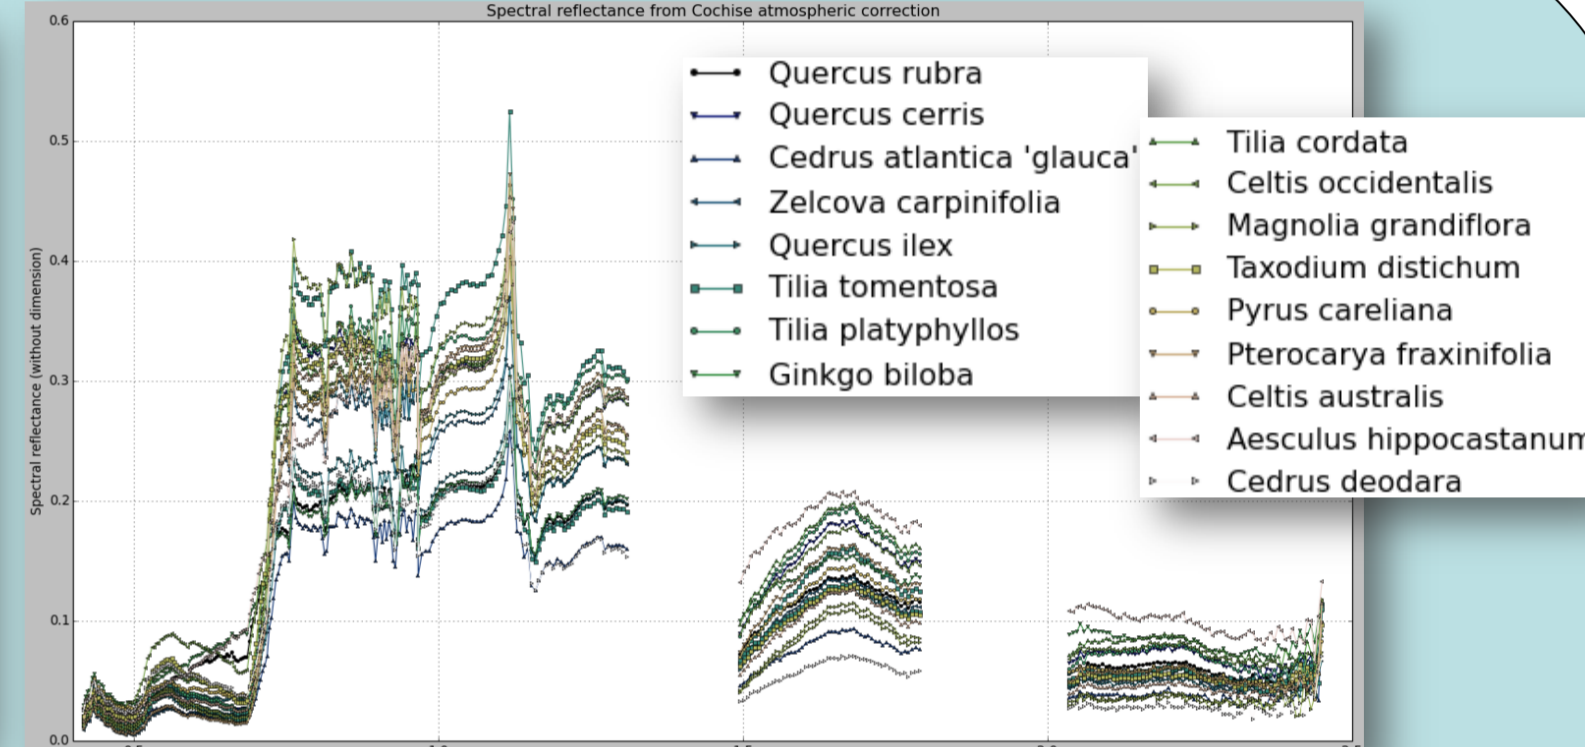 Spectral reflectance from Cochise atmospheric correction
0.6
0.5
0.4
0.3
0.2
0.1
0.0
Spectral reflectance (without dimension)
Quercus rubra
Quercus cerris
Cedrus atlantica 'glauca'
Zelcova carpinifolia
Quercus ilex
Tilia tomentosa
Tilia platyphyllos
Ginkgo biloba
Tilia cordata
Celtis occidentalis
Magnolia grandiflora
Taxodium distichum
Pyrus careliana
Pterocarya fraxinifolia
Celtis australis
Aesculus hippocastanum
Cedrus deodara